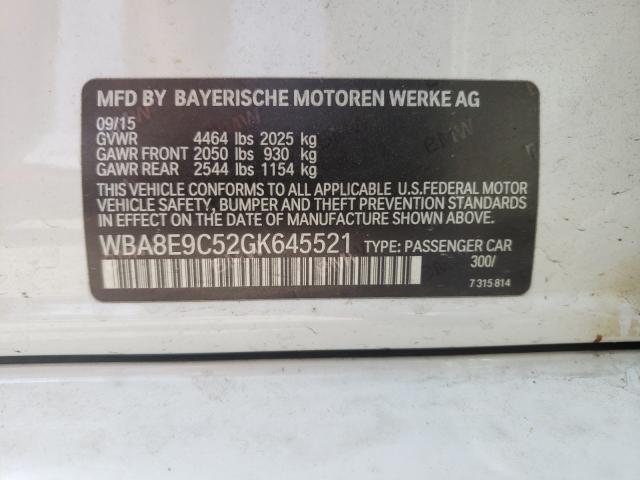 MFD BY BAYERISCHE MOTOREN WERKE AG
09/15
GVWR 4464 lbs 2025 kg
GAWR FRONT 2050 lbs 930 kg
GAWR REAR 2544 lbs 1154 kg
THIS VEHICLE CONFORMS TO ALL APPLICABLE U.S.FEDERAL MOTOR
VEHICLE SAFETY, BUMPER AND THEFT PREVENTION STANDARDS
IN EFFECT ON THE DATE OF MANUFACTURE SHOWN ABOVE.
WBA8E9C52GK645521 TYPE: PASSENGER CAR
300/
7 315 814